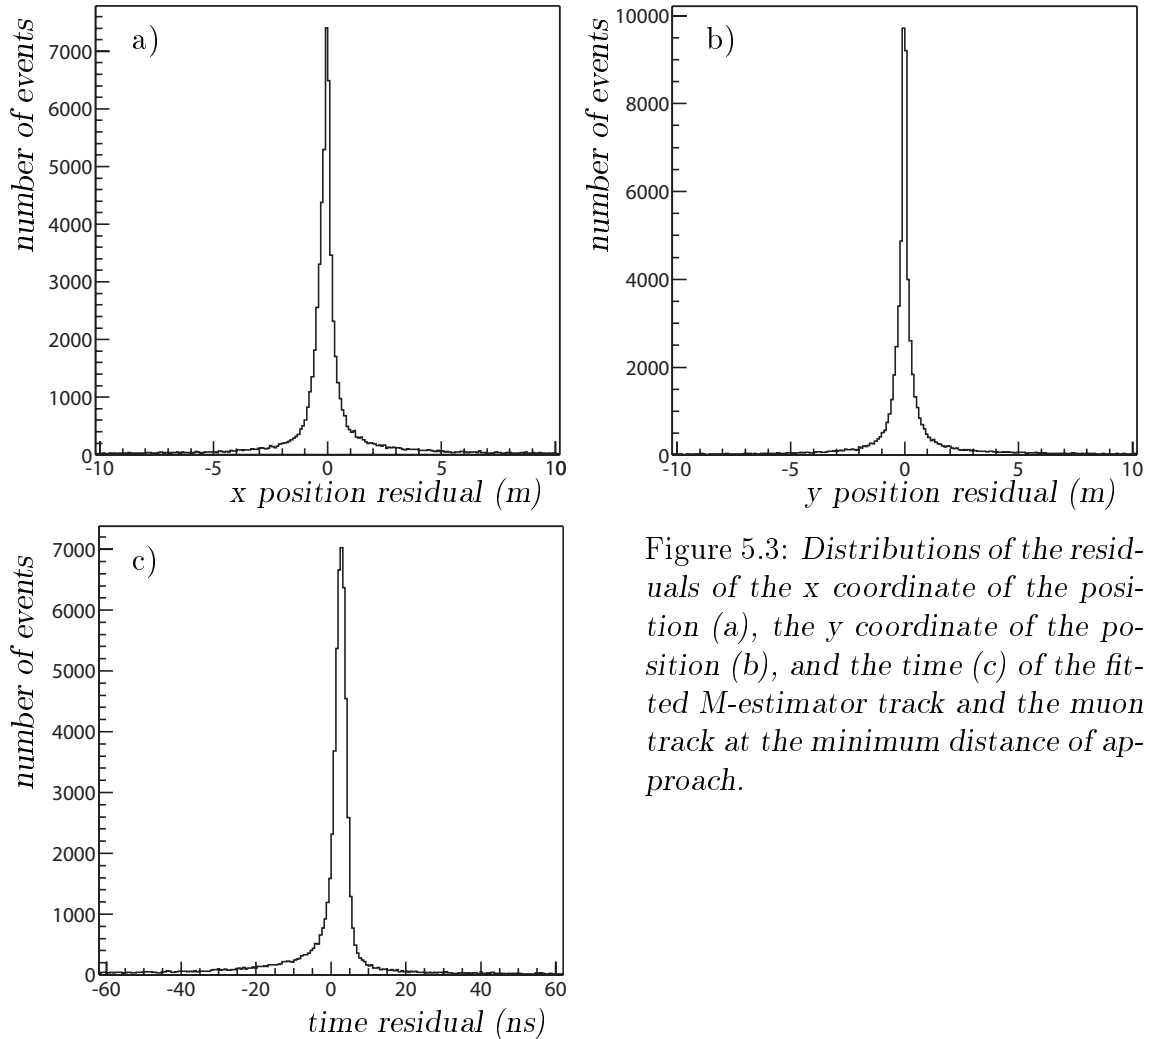 a)
number of events
7000
6000
5000
4000
3000
2000
1000
0
-10 -5 0 5 10
x position residual (m)
b)
number of events
10000
8000
6000
4000
2000
0
-10 -5 0 5 10
y position residual (m)
c)
number of events
7000
6000
5000
4000
3000
2000
1000
0
-60 -40 -20 0 20 40 60
time residual (ns)
Figure 5.3: Distributions of the resid-
uals of the x coordinate of the posi-
tion (a), the y coordinate of the po-
sition (b), and the time (c) of the fit-
ted M-estimator track and the muon
track at the minimum distance of ap-
proach.